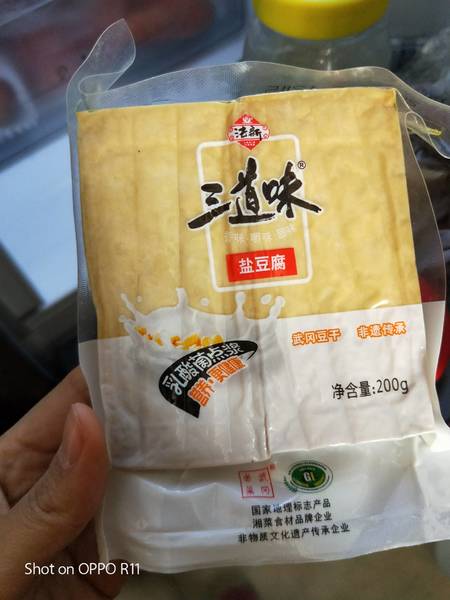 法新
三道味®
盐豆腐
武冈豆干 非遗传承
乳酸菌点浆
净含量:200g
GI
国家地理标志产品
湘菜食材品牌企业
非物质文化遗产传承企业
Shot on OPPO R11